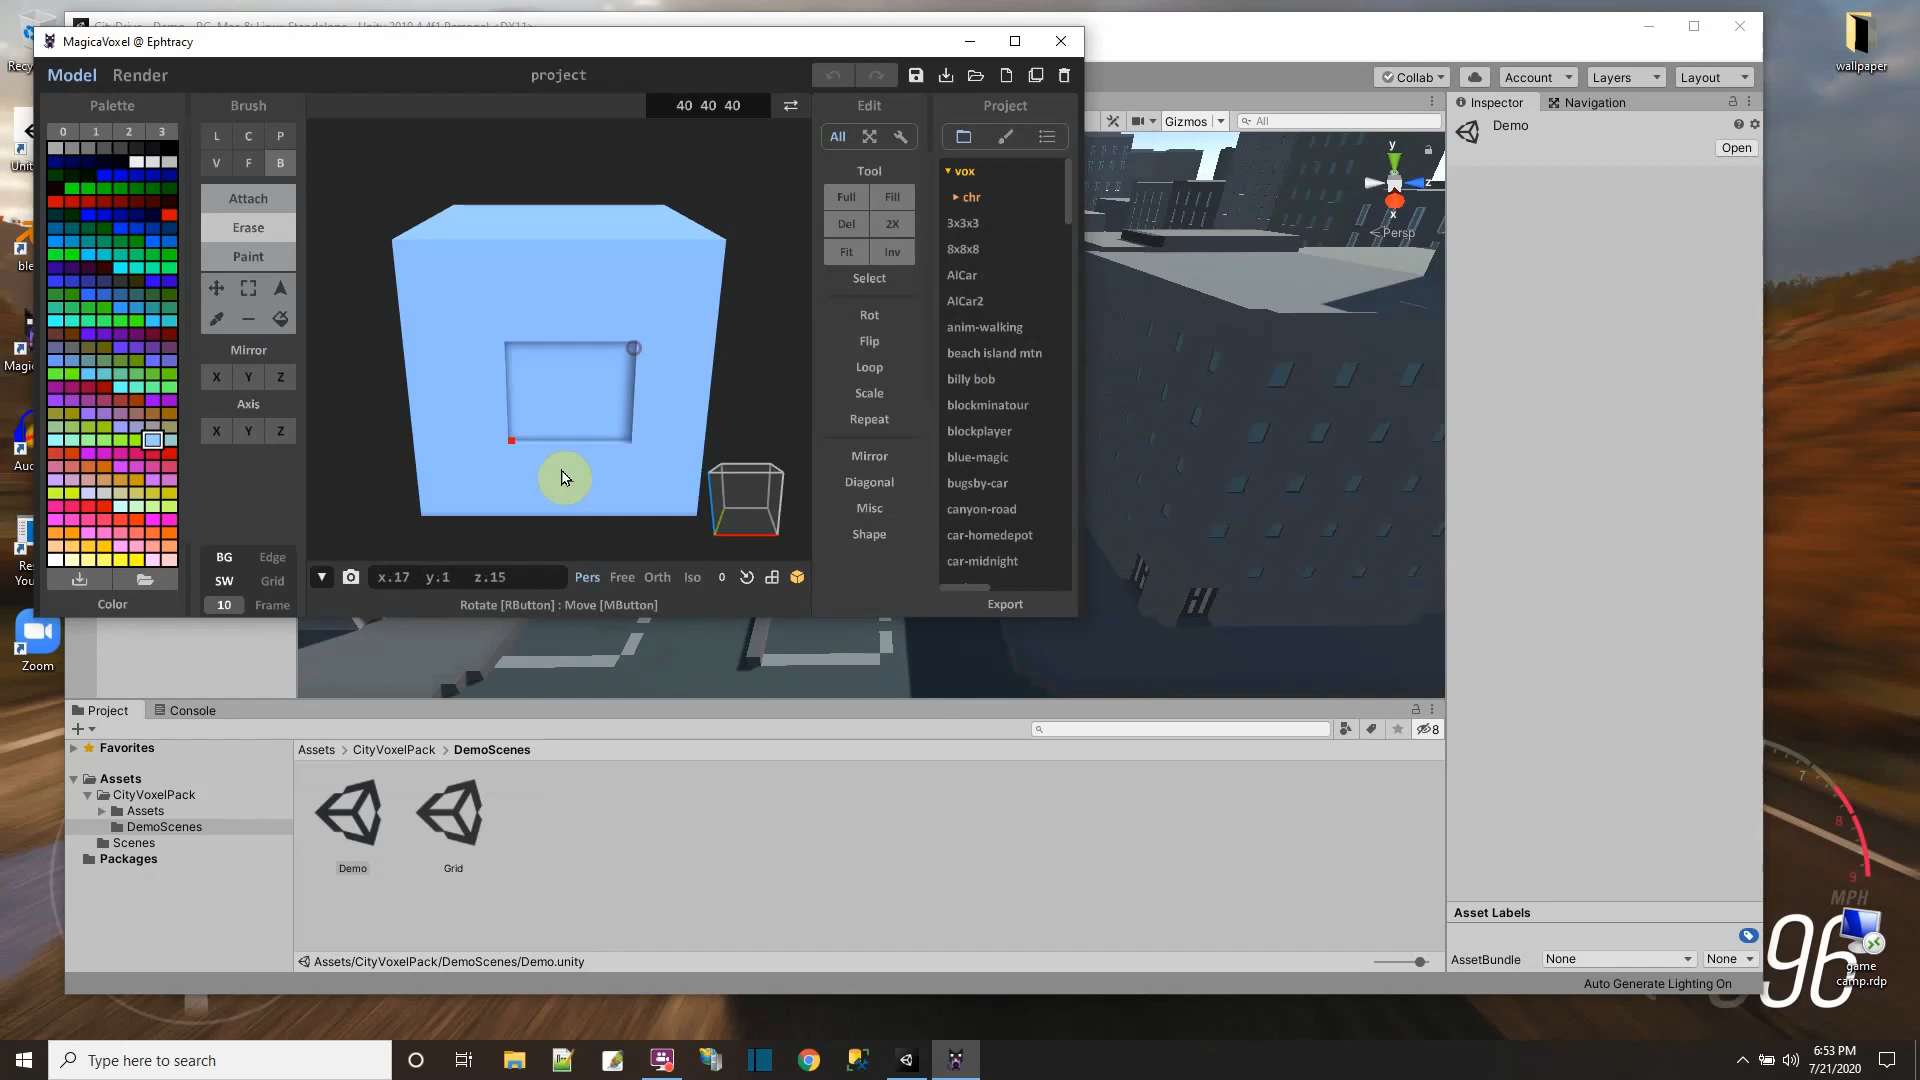 MagicaVoxel @ Ephtracy
Model Render
project
Collab Account Layers Layout
Palette
0 1 2 3
Brush
L C P
V F B
Attach
Erase
Paint
Mirror
X Y Z
Axis
X Y Z
BG Edge
SW Grid
10 Frame
Color
40 40 40
x.17 y.1 z.15
Pers Free Orth Iso 0
Rotate [RButton] : Move [MButton]
Edit
All
Tool
Full Fill
Del 2X
Fit Inv
Select
Rot
Flip
Loop
Scale
Repeat
Mirror
Diagonal
Misc
Shape
Project
vox
chr
3x3x3
8x8x8
AICar
AICar2
anim-walking
beach island mtn
billy bob
blockminatour
blockplayer
blue-magic
bugsby-car
canyon-road
car-homedepot
car-midnight
Export
Gizmos All
y
z
x
Persp
Inspector Navigation
Demo
Open
Project Console
8
Favorites
Assets
CityVoxelPack
Assets
DemoScenes
Scenes
Packages
Assets > CityVoxelPack > DemoScenes
Demo Grid
Assets/CityVoxelPack/DemoScenes/Demo.unity
Asset Labels
AssetBundle None None
Auto Generate Lighting On
wallpaper
game
camp.rdp
Zoom
7
8
9
MPH
96
Type here to search
6:53 PM
7/21/2020